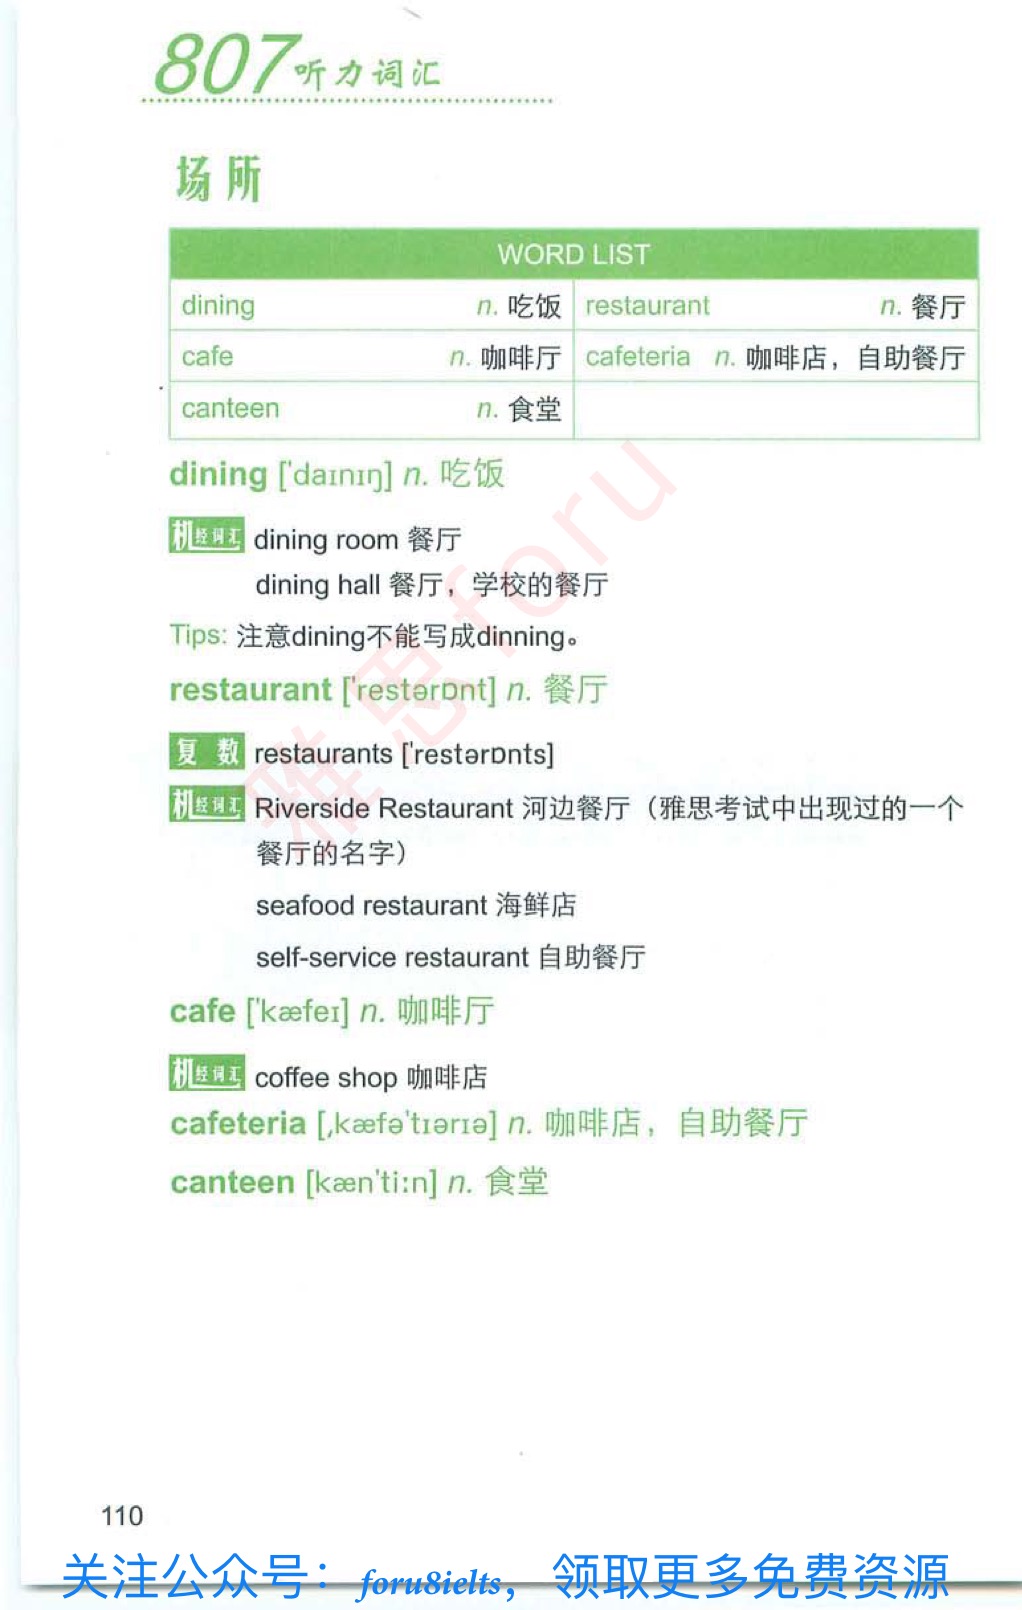 807听力词汇
场所
WORD LIST
dining n. 吃饭 restaurant n. 餐厅
cafe n. 咖啡厅 cafeteria n. 咖啡店，自助餐厅
canteen n. 食堂
dining ['daɪnɪŋ] n. 吃饭
机经词汇 dining room 餐厅
dining hall 餐厅，学校的餐厅
Tips: 注意dining不能写成dinning。
restaurant ['restərɒnt] n. 餐厅
复数 restaurants ['restərɒnts]
机经词汇 Riverside Restaurant 河边餐厅（雅思考试中出现过的一个
餐厅的名字）
seafood restaurant 海鲜店
self-service restaurant 自助餐厅
cafe ['kæfeɪ] n. 咖啡厅
机经词汇 coffee shop 咖啡店
cafeteria [ˌkæfə'tɪərɪə] n. 咖啡店，自助餐厅
canteen [kæn'tiːn] n. 食堂
雅思foru
110
关注公众号：foru8ielts，领取更多免费资源